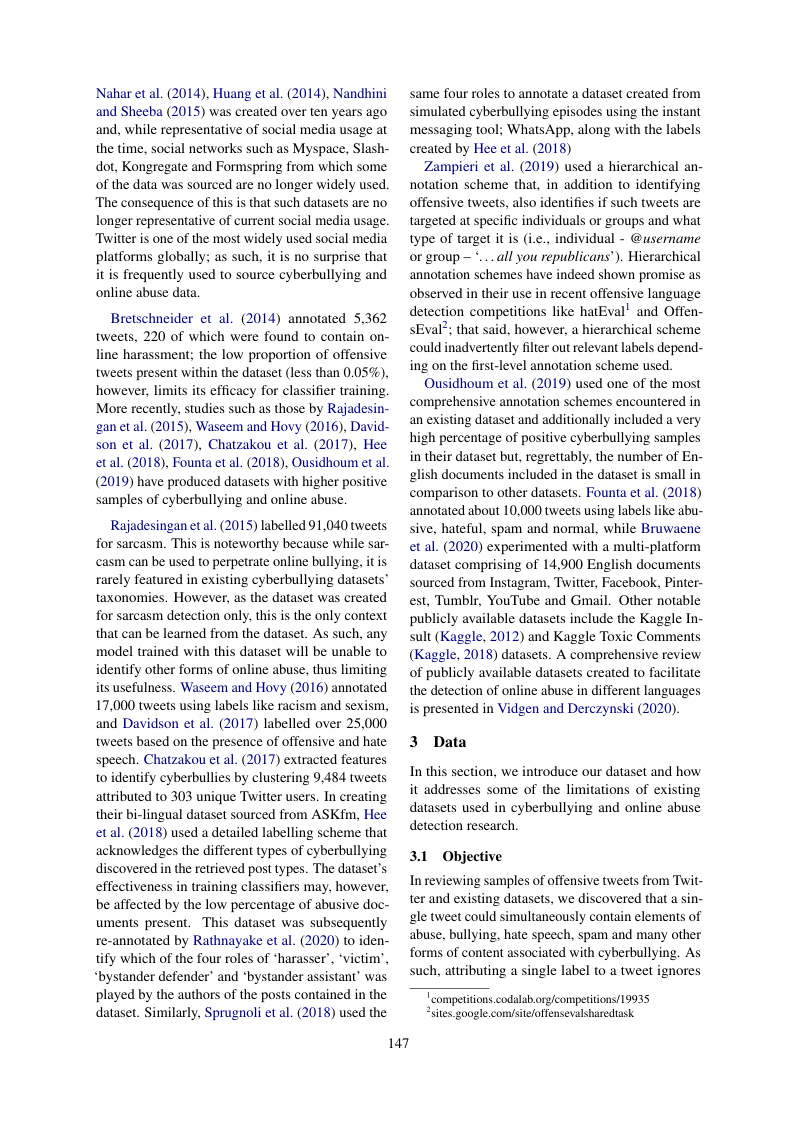 Nahar et al. (2014), Huang et al. (2014), Nandhini
and Sheeba (2015) was created over ten years ago
and, while representative of social media usage at
the time, social networks such as Myspace, Slash-
dot, Kongregate and Formspring from which some
of the data was sourced are no longer widely used.
The consequence of this is that such datasets are no
longer representative of current social media usage.
Twitter is one of the most widely used social media
platforms globally; as such, it is no surprise that
it is frequently used to source cyberbullying and
online abuse data.
Bretschneider et al. (2014) annotated 5,362
tweets, 220 of which were found to contain on-
line harassment; the low proportion of offensive
tweets present within the dataset (less than 0.05%),
however, limits its efficacy for classifier training.
More recently, studies such as those by Rajadesin-
gan et al. (2015), Waseem and Hovy (2016), David-
son et al. (2017), Chatzakou et al. (2017), Hee
et al. (2018), Founta et al. (2018), Ousidhoum et al.
(2019) have produced datasets with higher positive
samples of cyberbullying and online abuse.
Rajadesingan et al. (2015) labelled 91,040 tweets
for sarcasm. This is noteworthy because while sar-
casm can be used to perpetrate online bullying, it is
rarely featured in existing cyberbullying datasets’
taxonomies. However, as the dataset was created
for sarcasm detection only, this is the only context
that can be learned from the dataset. As such, any
model trained with this dataset will be unable to
identify other forms of online abuse, thus limiting
its usefulness. Waseem and Hovy (2016) annotated
17,000 tweets using labels like racism and sexism,
and Davidson et al. (2017) labelled over 25,000
tweets based on the presence of offensive and hate
speech. Chatzakou et al. (2017) extracted features
to identify cyberbullies by clustering 9,484 tweets
attributed to 303 unique Twitter users. In creating
their bi-lingual dataset sourced from ASKfm, Hee
et al. (2018) used a detailed labelling scheme that
acknowledges the different types of cyberbullying
discovered in the retrieved post types. The dataset’s
effectiveness in training classifiers may, however,
be affected by the low percentage of abusive doc-
uments present. This dataset was subsequently
re-annotated by Rathnayake et al. (2020) to iden-
tify which of the four roles of ‘harasser’, ‘victim’,
‘bystander defender’ and ‘bystander assistant’ was
played by the authors of the posts contained in the
dataset. Similarly, Sprugnoli et al. (2018) used the
same four roles to annotate a dataset created from
simulated cyberbullying episodes using the instant
messaging tool; WhatsApp, along with the labels
created by Hee et al. (2018)
Zampieri et al. (2019) used a hierarchical an-
notation scheme that, in addition to identifying
offensive tweets, also identifies if such tweets are
targeted at specific individuals or groups and what
type of target it is (i.e., individual - @username
or group – ‘. . . all you republicans’). Hierarchical
annotation schemes have indeed shown promise as
observed in their use in recent offensive language
detection competitions like hatEval1 and Offen-
sEval2; that said, however, a hierarchical scheme
could inadvertently filter out relevant labels depend-
ing on the first-level annotation scheme used.
Ousidhoum et al. (2019) used one of the most
comprehensive annotation schemes encountered in
an existing dataset and additionally included a very
high percentage of positive cyberbullying samples
in their dataset but, regrettably, the number of En-
glish documents included in the dataset is small in
comparison to other datasets. Founta et al. (2018)
annotated about 10,000 tweets using labels like abu-
sive, hateful, spam and normal, while Bruwaene
et al. (2020) experimented with a multi-platform
dataset comprising of 14,900 English documents
sourced from Instagram, Twitter, Facebook, Pinter-
est, Tumblr, YouTube and Gmail. Other notable
publicly available datasets include the Kaggle In-
sult (Kaggle, 2012) and Kaggle Toxic Comments
(Kaggle, 2018) datasets. A comprehensive review
of publicly available datasets created to facilitate
the detection of online abuse in different languages
is presented in Vidgen and Derczynski (2020).
3 Data
In this section, we introduce our dataset and how
it addresses some of the limitations of existing
datasets used in cyberbullying and online abuse
detection research.
3.1 Objective
In reviewing samples of offensive tweets from Twit-
ter and existing datasets, we discovered that a sin-
gle tweet could simultaneously contain elements of
abuse, bullying, hate speech, spam and many other
forms of content associated with cyberbullying. As
such, attributing a single label to a tweet ignores
1competitions.codalab.org/competitions/19935
2sites.google.com/site/offensevalsharedtask
147